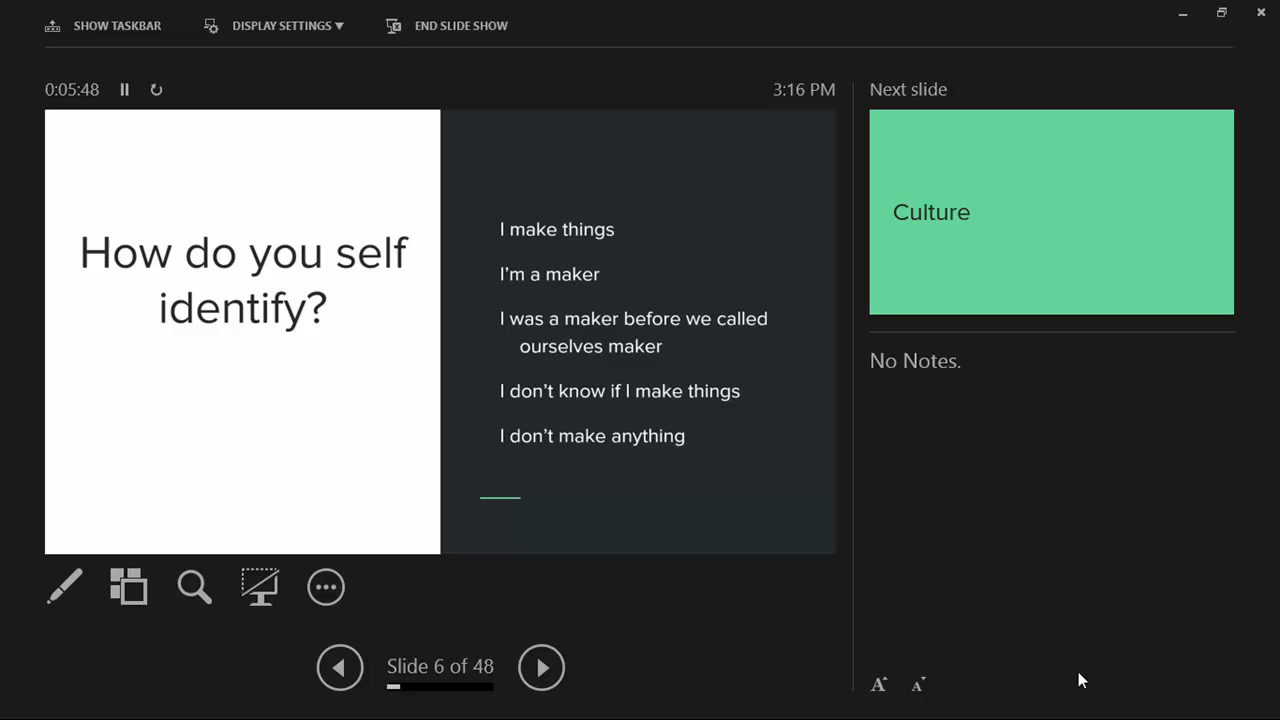 SHOW TASKBAR
DISPLAY SETTINGS ▼
END SLIDE SHOW
0:05:48
3:16 PM
How do you self
identify?
I make things
I'm a maker
I was a maker before we called
ourselves maker
I don't know if I make things
I don't make anything
Next slide
Culture
No Notes.
Slide 6 of 48
A
A